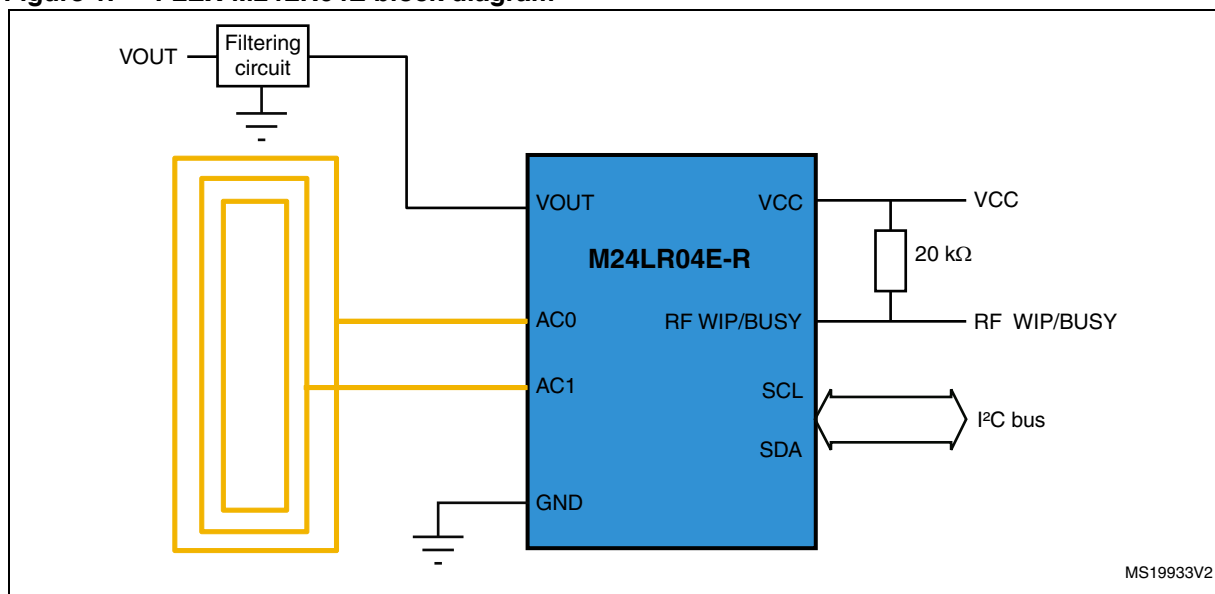 VOUT
Filtering
circuit
VOUT
VCC
VCC
M24LR04E-R
20 kΩ
AC0
RF WIP/BUSY
RF WIP/BUSY
AC1
SCL
I²C bus
SDA
GND
MS19933V2